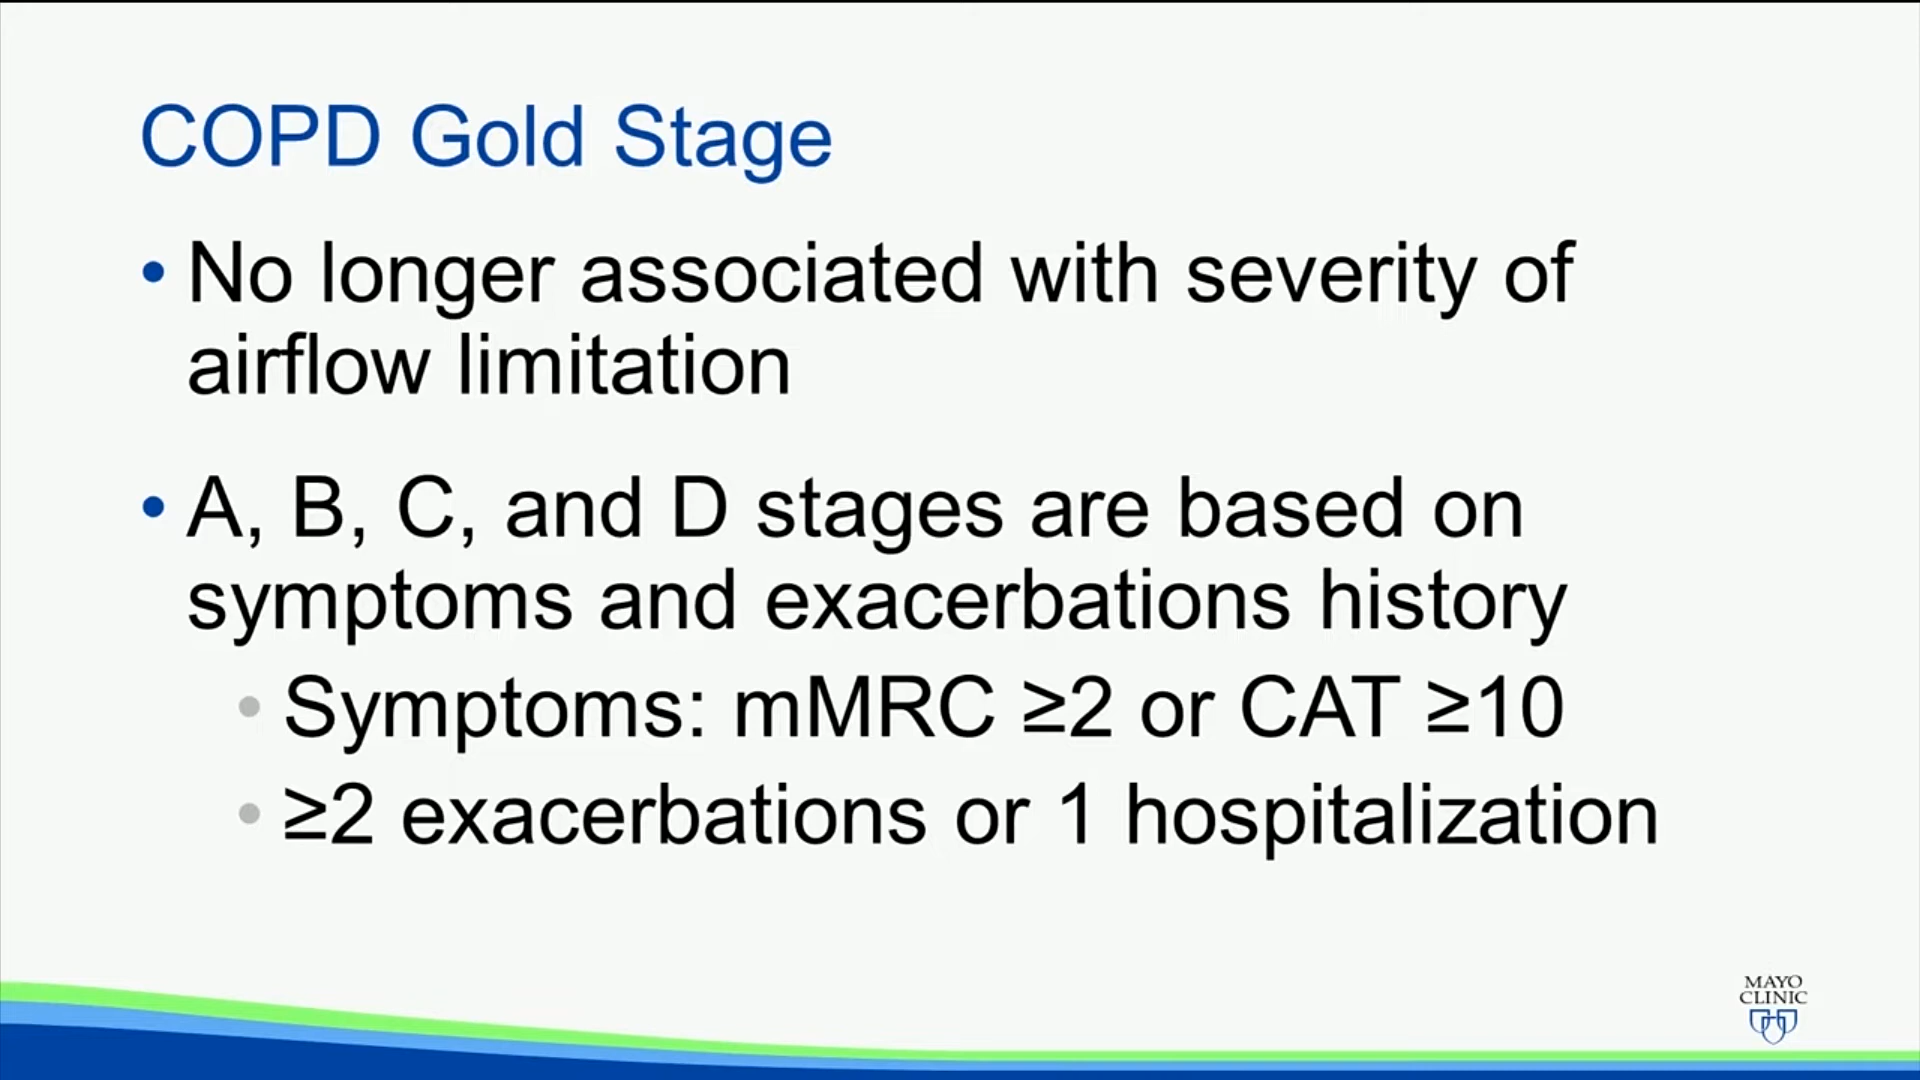 COPD Gold Stage
• No longer associated with severity of
airflow limitation
• A, B, C, and D stages are based on
symptoms and exacerbations history
• Symptoms: mMRC ≥2 or CAT ≥10
• ≥2 exacerbations or 1 hospitalization
MAYO
CLINIC